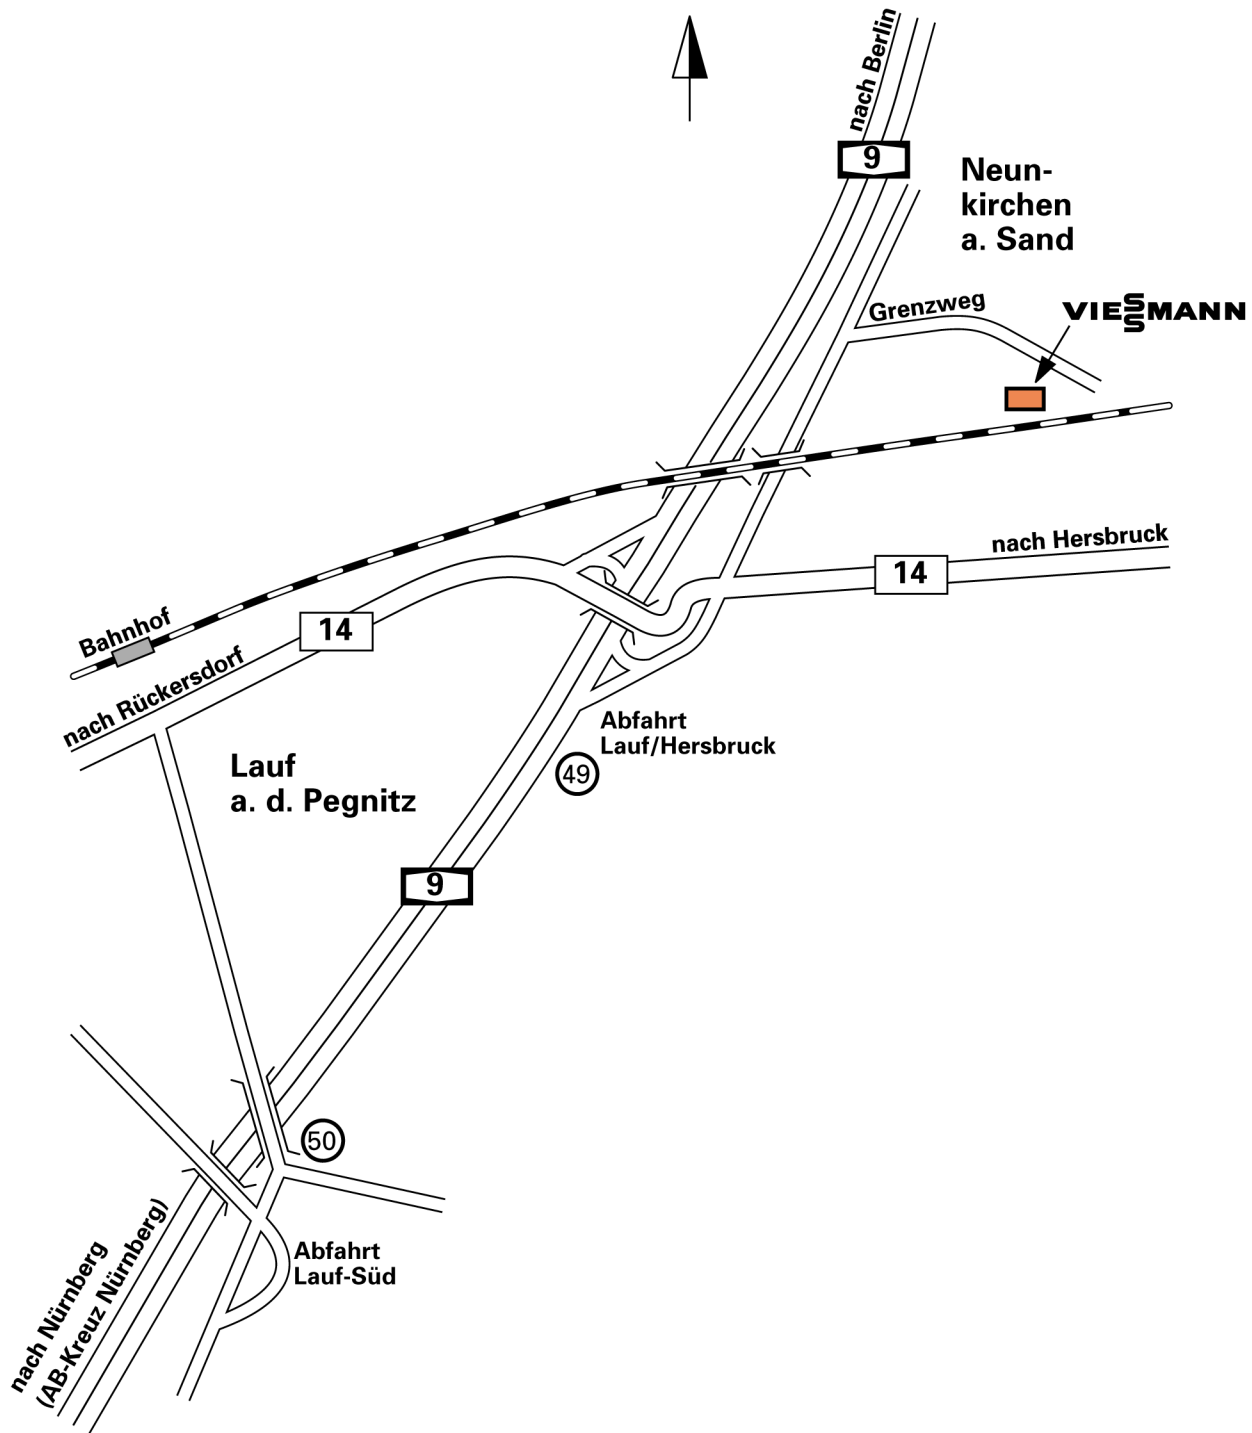 nach Berlin
9
Neun-
kirchen
a. Sand
Grenzweg
VIESSMANN
nach Hersbruck
14
Bahnhof
14
nach Rückersdorf
Abfahrt
Lauf/Hersbruck
49
Lauf
a. d. Pegnitz
9
50
Abfahrt
Lauf-Süd
nach Nürnberg
(AB-Kreuz Nürnberg)